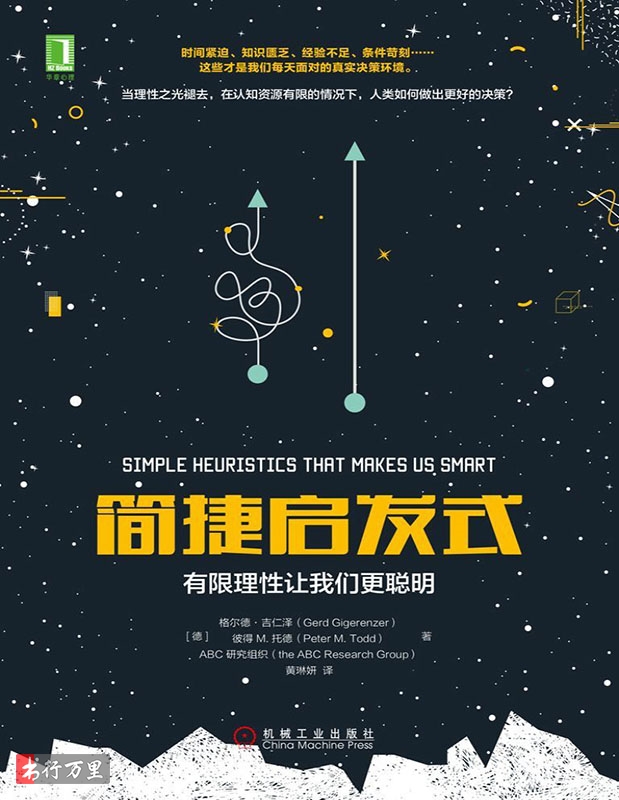 HZ Books
华章心理
时间紧迫、知识匮乏、经验不足、条件苛刻……
这些才是我们每天面对的真实决策环境。
当理性之光褪去，在认知资源有限的情况下，人类如何做出更好的决策？
SIMPLE HEURISTICS THAT MAKES US SMART
简捷启发式
有限理性让我们更聪明
格尔德·吉仁泽（Gerd Gigerenzer）
［德］ 彼得 M. 托德（Peter M. Todd） 著
ABC 研究组织（the ABC Research Group）
黄琳妍 译
机械工业出版社
China Machine Press
书行万里